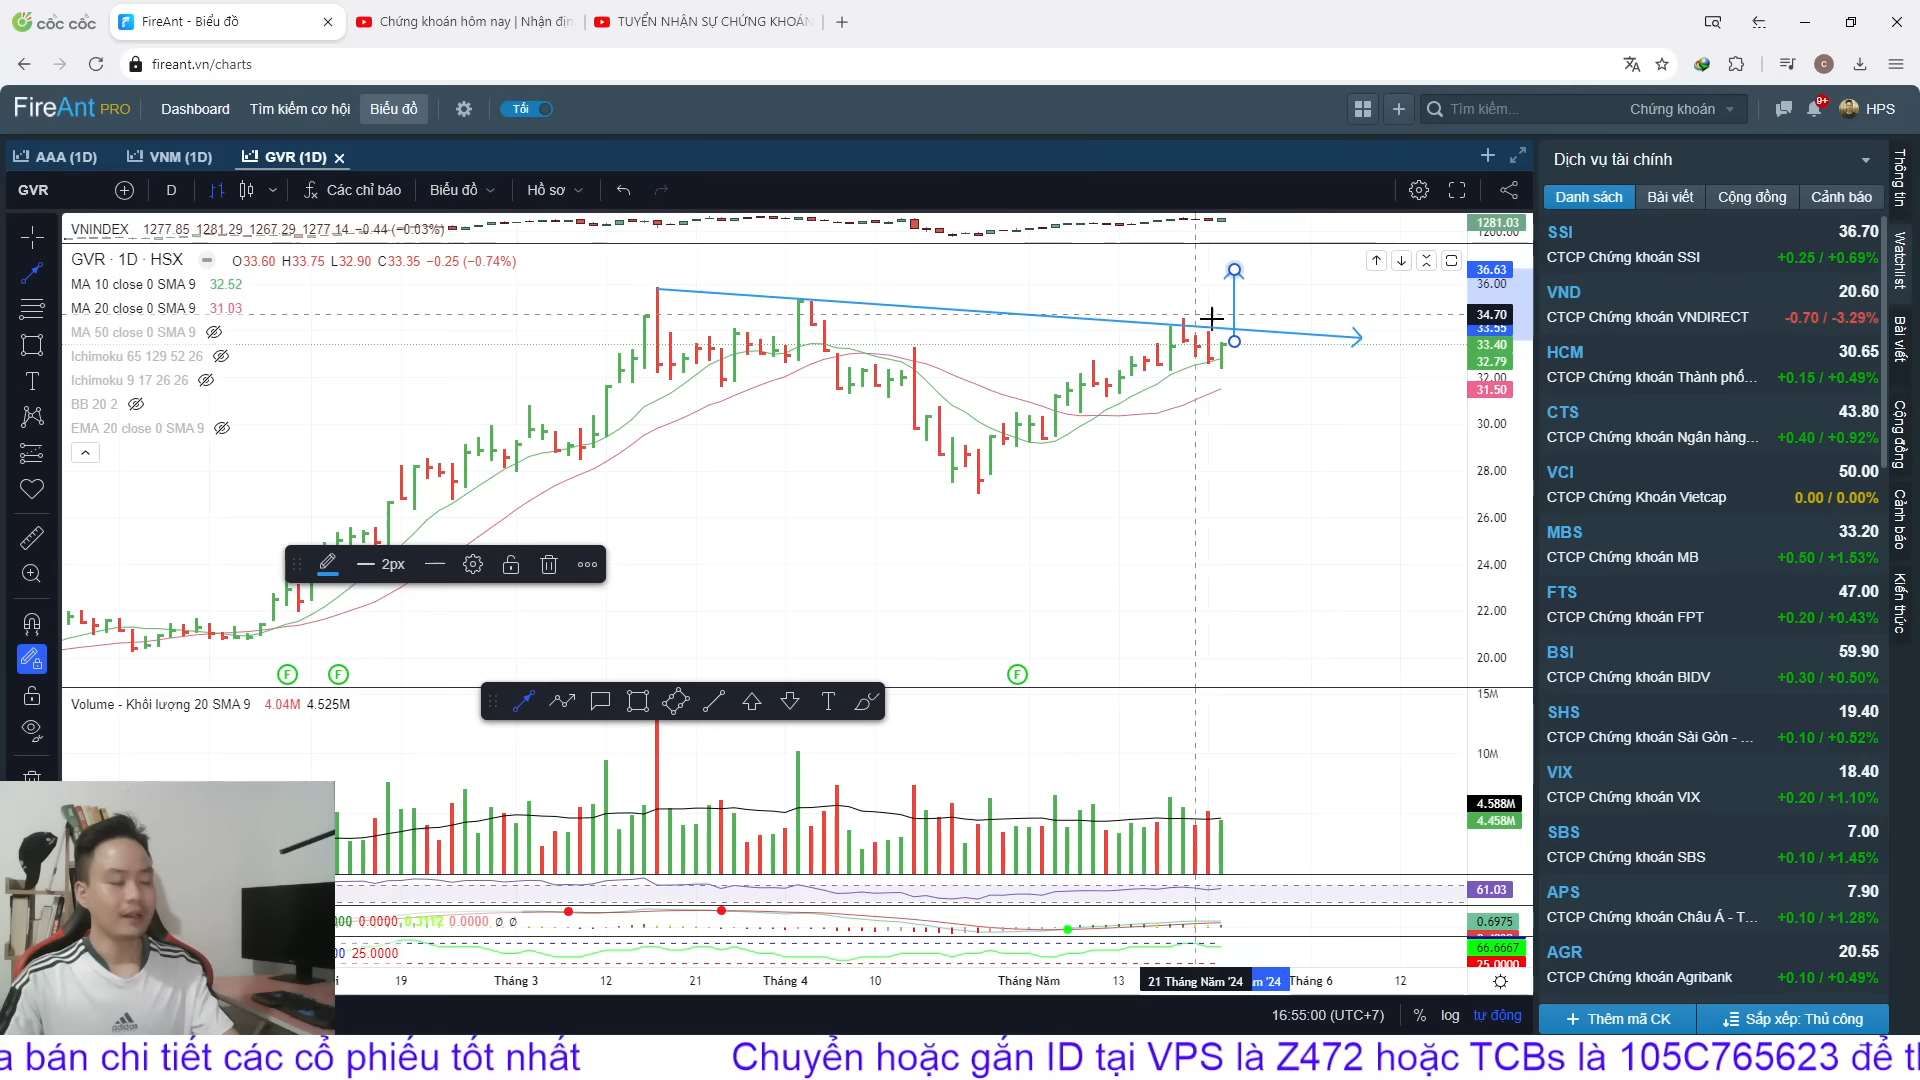 cốc cốc
FireAnt - Biểu đồ
Chứng khoán hôm nay | Nhận địn
TUYỂN NHÂN SỰ CHỨNG KHOÁN
fireant.vn/charts
FireAnt PRO
Dashboard
Tìm kiếm cơ hội
Biểu đồ
Tối
Tìm kiếm...
Chứng khoán
9+
HPS
AAA (1D)
VNM (1D)
GVR (1D)
GVR
D
Các chỉ báo
Biểu đồ
Hồ sơ
VNINDEX 1277.85 1281.29 1267.29 1277.14 −0.44 (−0.03%)
1281.03
1200.00
GVR · 1D · HSX
O33.60 H33.75 L32.90 C33.35 −0.25 (−0.74%)
MA 10 close 0 SMA 9 32.52
MA 20 close 0 SMA 9 31.03
MA 50 close 0 SMA 9
Ichimoku 65 129 52 26
Ichimoku 9 17 26 26
BB 20 2
EMA 20 close 0 SMA 9
36.63
36.00
34.70
33.55
33.40
32.79
32.00
31.50
30.00
28.00
26.00
24.00
22.00
20.00
2px
F
F
F
Volume - Khối lượng 20 SMA 9 4.04M 4.525M
15M
10M
4.588M
4.458M
61.03
0.0000 0.3112 0.0000 ∅ ∅
0.6975
25.0000
66.6667
25.0000
19
Tháng 3
12
21
Tháng 4
10
Tháng Năm
13
21 Tháng Năm '24
m '24
Tháng 6
12
16:55:00 (UTC+7)
%
log
tự động
Dịch vụ tài chính
Danh sách
Bài viết
Cộng đồng
Cảnh báo
SSI 36.70
CTCP Chứng khoán SSI +0.25 / +0.69%
VND 20.60
CTCP Chứng khoán VNDIRECT -0.70 / -3.29%
HCM 30.65
CTCP Chứng khoán Thành phố... +0.15 / +0.49%
CTS 43.80
CTCP Chứng khoán Ngân hàng... +0.40 / +0.92%
VCI 50.00
CTCP Chứng Khoán Vietcap 0.00 / 0.00%
MBS 33.20
CTCP Chứng khoán MB +0.50 / +1.53%
FTS 47.00
CTCP Chứng khoán FPT +0.20 / +0.43%
BSI 59.90
CTCP Chứng khoán BIDV +0.30 / +0.50%
SHS 19.40
CTCP Chứng khoán Sài Gòn - ... +0.10 / +0.52%
VIX 18.40
CTCP Chứng khoán VIX +0.20 / +1.10%
SBS 7.00
CTCP Chứng khoán SBS +0.10 / +1.45%
APS 7.90
CTCP Chứng khoán Châu Á - T... +0.10 / +1.28%
AGR 20.55
CTCP Chứng khoán Agribank +0.10 / +0.49%
Thêm mã CK
Sắp xếp: Thủ công
Thông tin
Watchlist
Bài viết
Cộng đồng
Cảnh báo
Kiến thức
adidas
a bán chi tiết các cổ phiếu tốt nhất
Chuyển hoặc gắn ID tại VPS là Z472 hoặc TCBs là 105C765623 để th